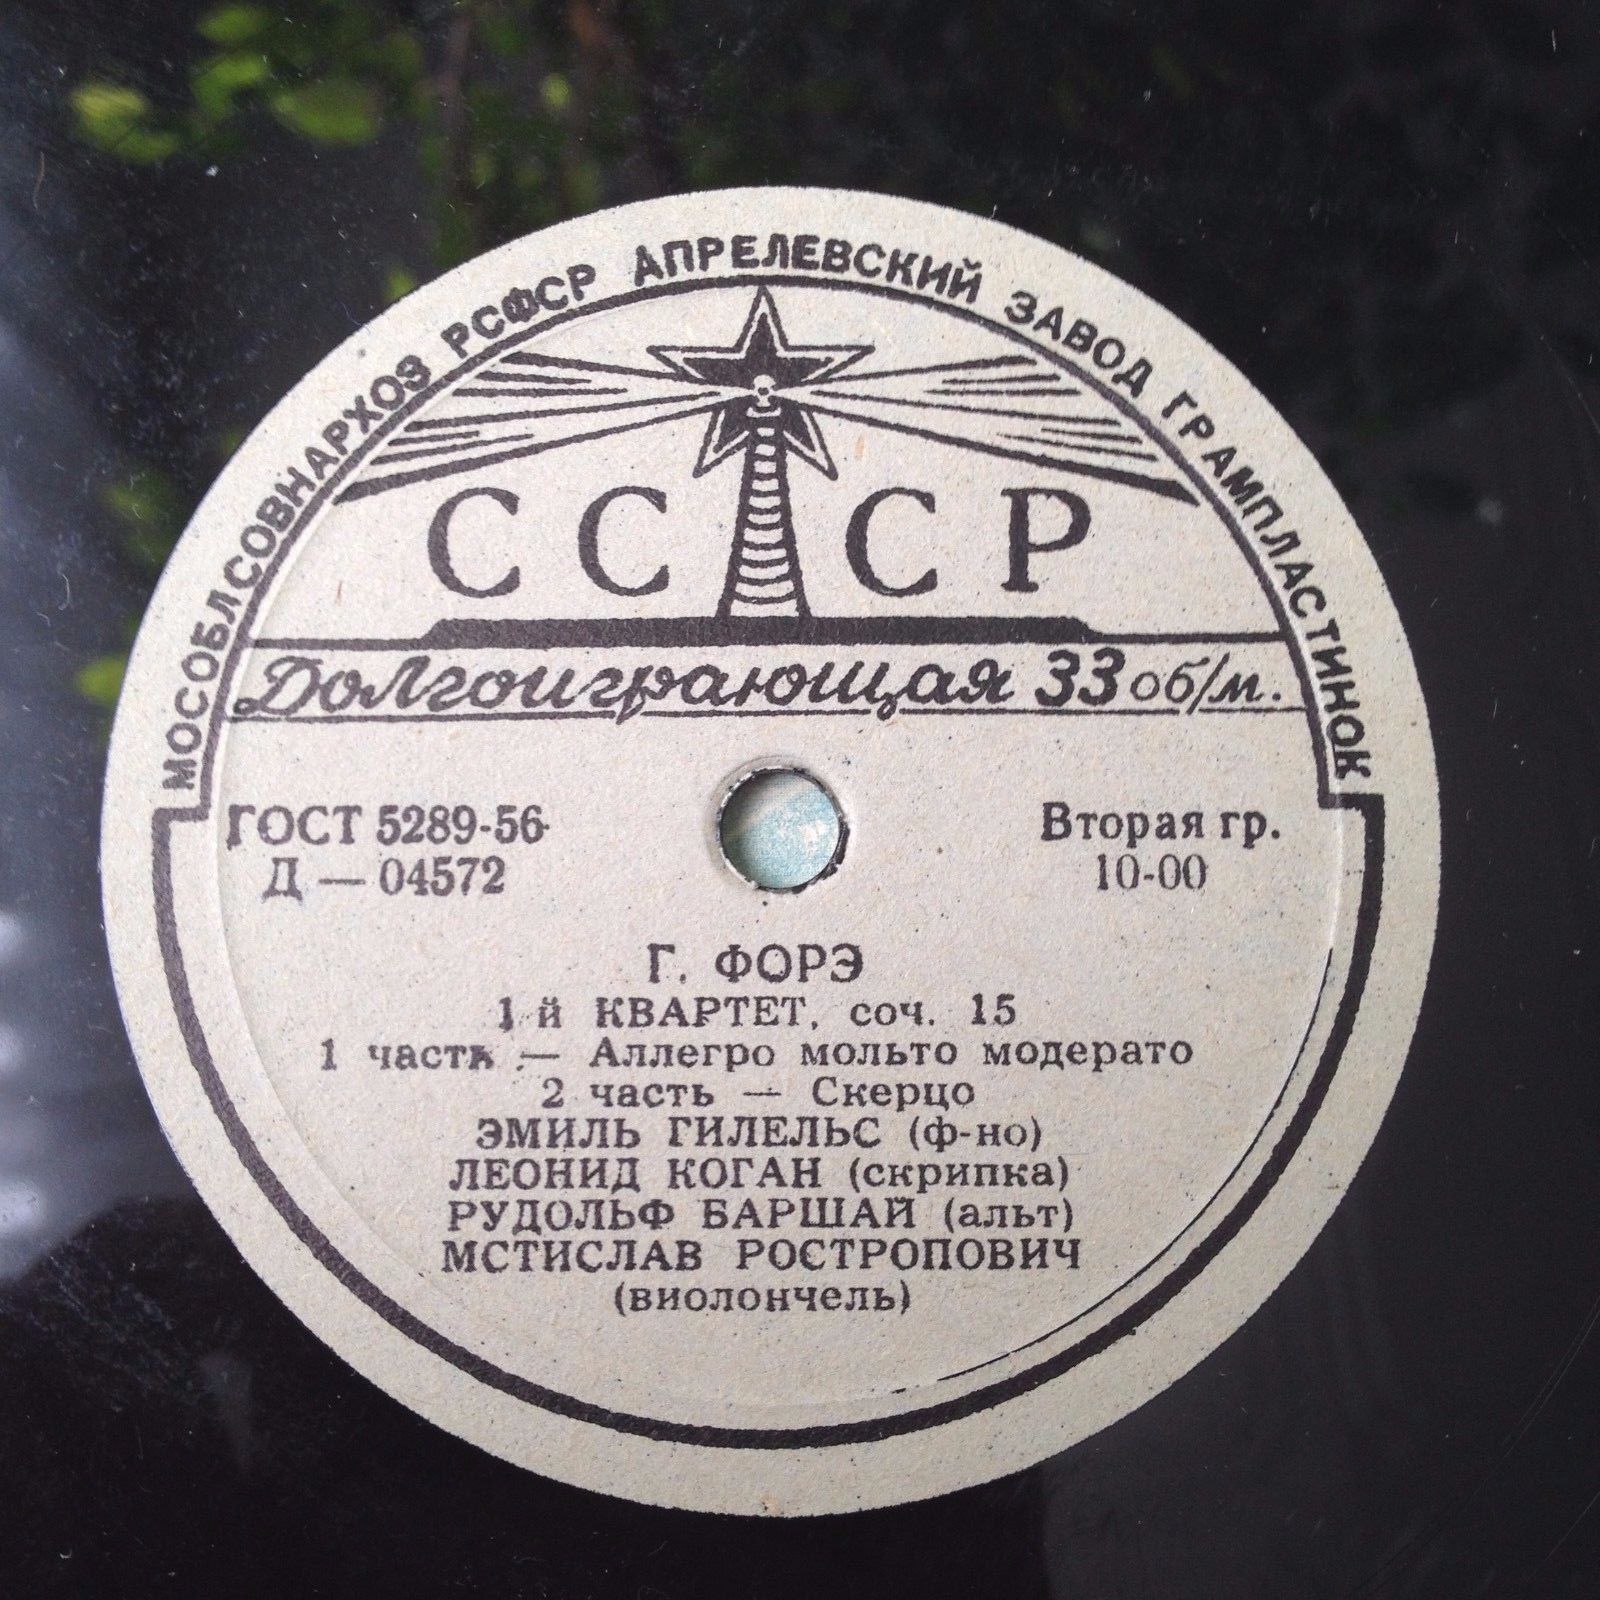 МОСОБЛСОВНАРХОЗ РСФСР АПРЕЛЕВСКИЙ ЗАВОД ГРАМПЛАСТИНОК
СССР
Долгоиграющая 33 об/м.
ГОСТ 5289-56
Д — 04572
Вторая гр.
10-00
Г. ФОРЭ
1 й КВАРТЕТ, соч. 15
1 часть — Аллегро мольто модерато
2 часть — Скерцо
ЭМИЛЬ ГИЛЕЛЬС (ф-но)
ЛЕОНИД КОГАН (скрипка)
РУДОЛЬФ БАРШАЙ (альт)
МСТИСЛАВ РОСТРОПОВИЧ
(виолончель)